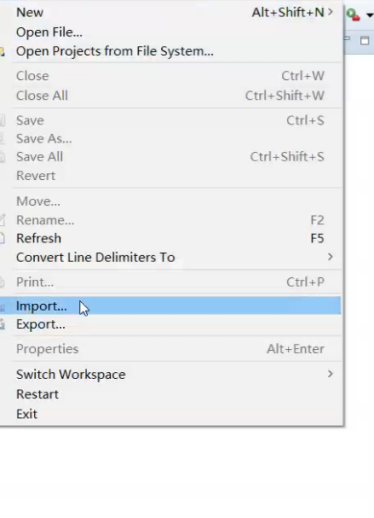 New Alt+Shift+N >
Open File...
Open Projects from File System...
Close Ctrl+W
Close All Ctrl+Shift+W
Save Ctrl+S
Save As...
Save All Ctrl+Shift+S
Revert
Move...
Rename... F2
Refresh F5
Convert Line Delimiters To >
Print... Ctrl+P
Import...
Export...
Properties Alt+Enter
Switch Workspace >
Restart
Exit